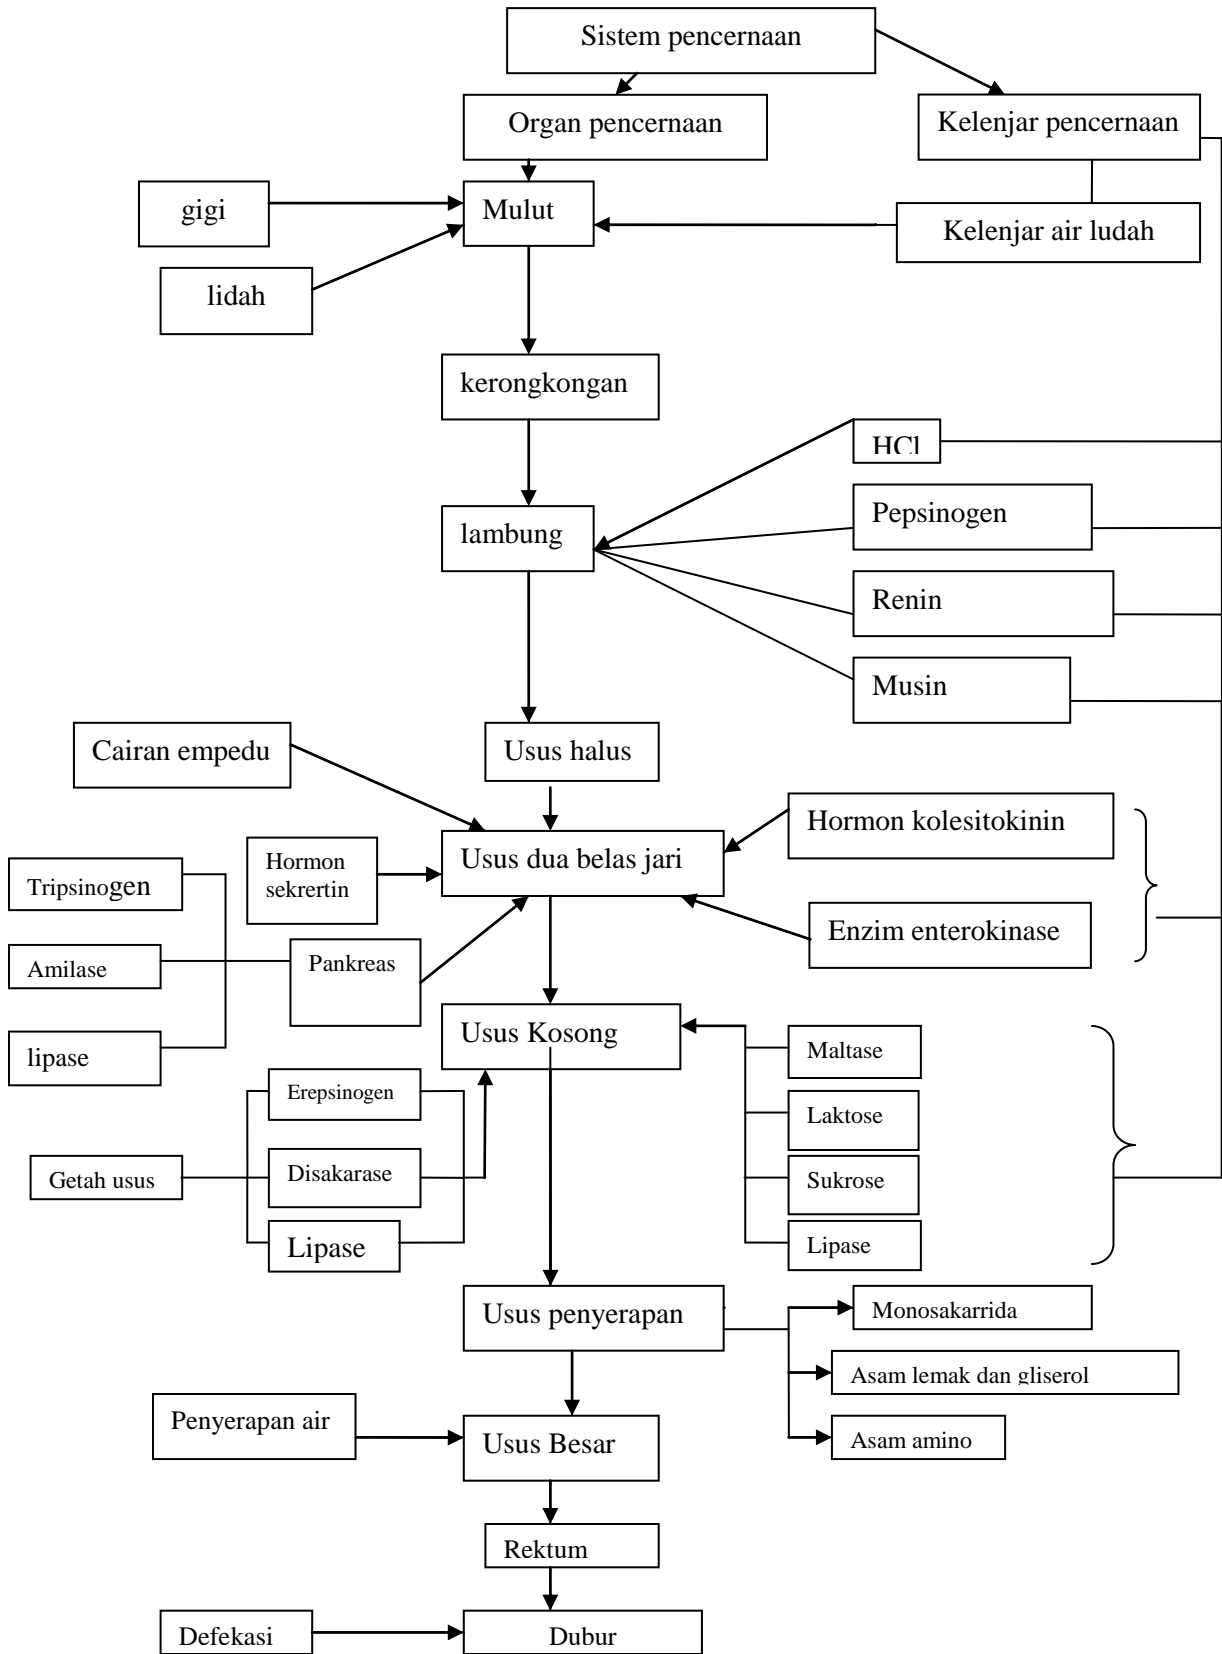 Sistem pencernaan
Organ pencernaan
Kelenjar pencernaan
gigi
Mulut
Kelenjar air ludah
lidah
kerongkongan
HCl
lambung
Pepsinogen
Renin
Musin
Cairan empedu
Usus halus
Hormon kolesitokinin
Usus dua belas jari
Hormon
sekrertin
Tripsinogen
Enzim enterokinase
Amilase
Pankreas
Usus Kosong
lipase
Maltase
Erepsinogen
Laktose
Getah usus
Disakarase
Sukrose
Lipase
Lipase
Usus penyerapan
Monosakarrida
Asam lemak dan gliserol
Penyerapan air
Usus Besar
Asam amino
Rektum
Defekasi
Dubur